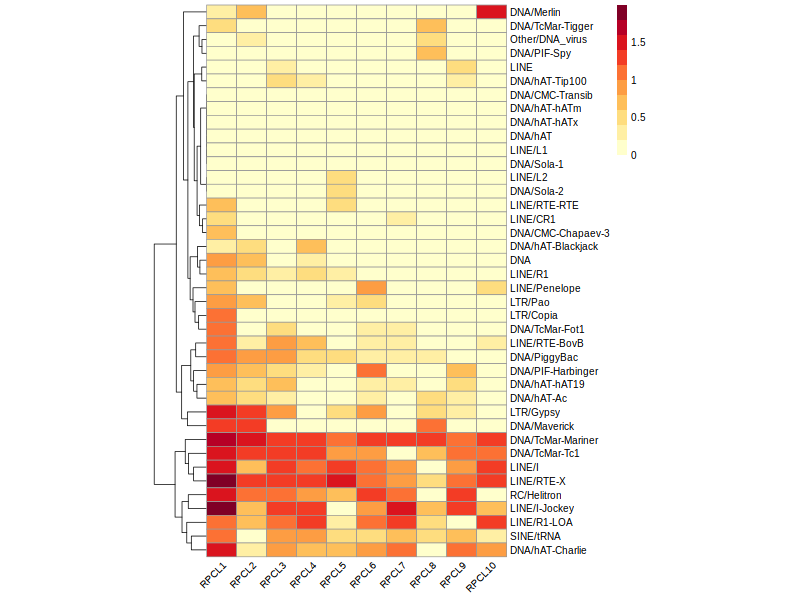 DNA/Merlin
DNA/TcMar-Tigger
Other/DNA_virus
DNA/PIF-Spy
LINE
DNA/hAT-Tip100
DNA/CMC-Transib
DNA/hAT-hATm
DNA/hAT-hATx
DNA/hAT
LINE/L1
DNA/Sola-1
LINE/L2
DNA/Sola-2
LINE/RTE-RTE
LINE/CR1
DNA/CMC-Chapaev-3
DNA/hAT-Blackjack
DNA
LINE/R1
LINE/Penelope
LTR/Pao
LTR/Copia
DNA/TcMar-Fot1
LINE/RTE-BovB
DNA/PiggyBac
DNA/PIF-Harbinger
DNA/hAT-hAT19
DNA/hAT-Ac
LTR/Gypsy
DNA/Maverick
DNA/TcMar-Mariner
DNA/TcMar-Tc1
LINE/I
LINE/RTE-X
RC/Helitron
LINE/I-Jockey
LINE/R1-LOA
SINE/tRNA
DNA/hAT-Charlie
RPCL1 RPCL2 RPCL3 RPCL4 RPCL5 RPCL6 RPCL7 RPCL8 RPCL9 RPCL10
1.5
1
0.5
0